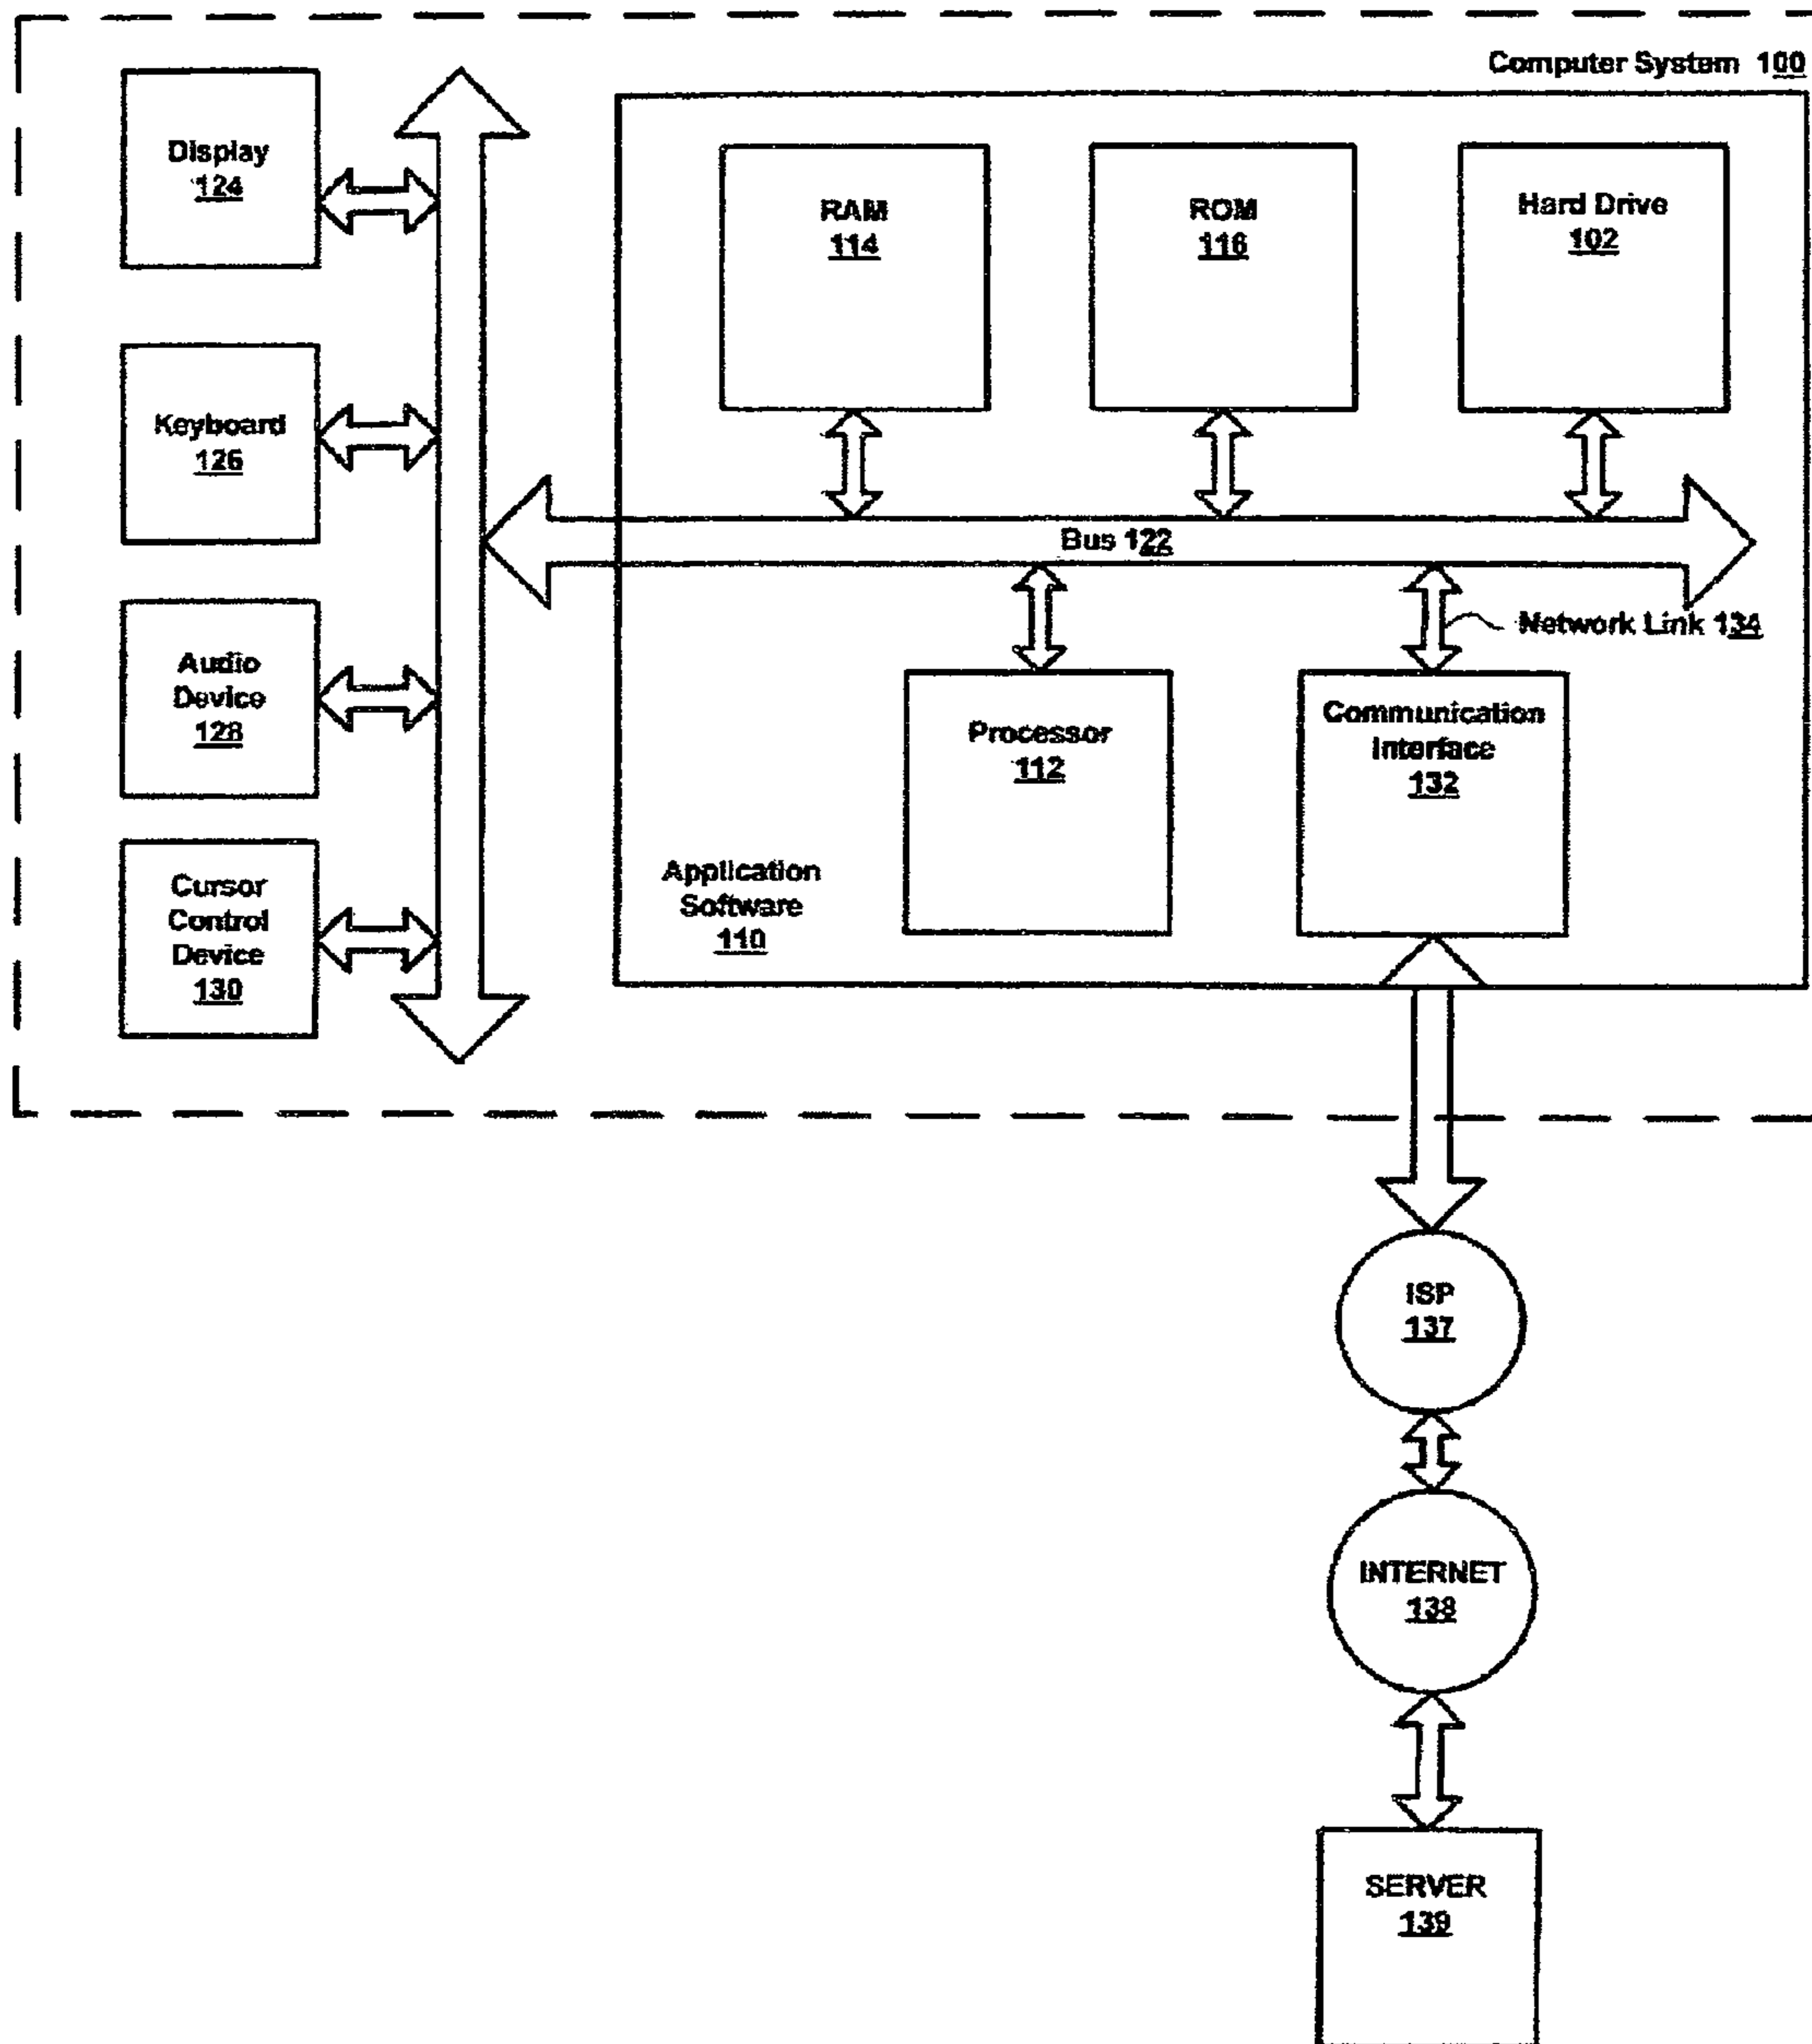 Computer System 100
Display
124
RAM
114
ROM
116
Hard Drive
102
Keyboard
126
Bus 122
Network Link 134
Audio
Device
128
Processor
112
Communication
Interface
132
Application
Software
110
Cursor
Control
Device
130
ISP
137
INTERNET
138
SERVER
139